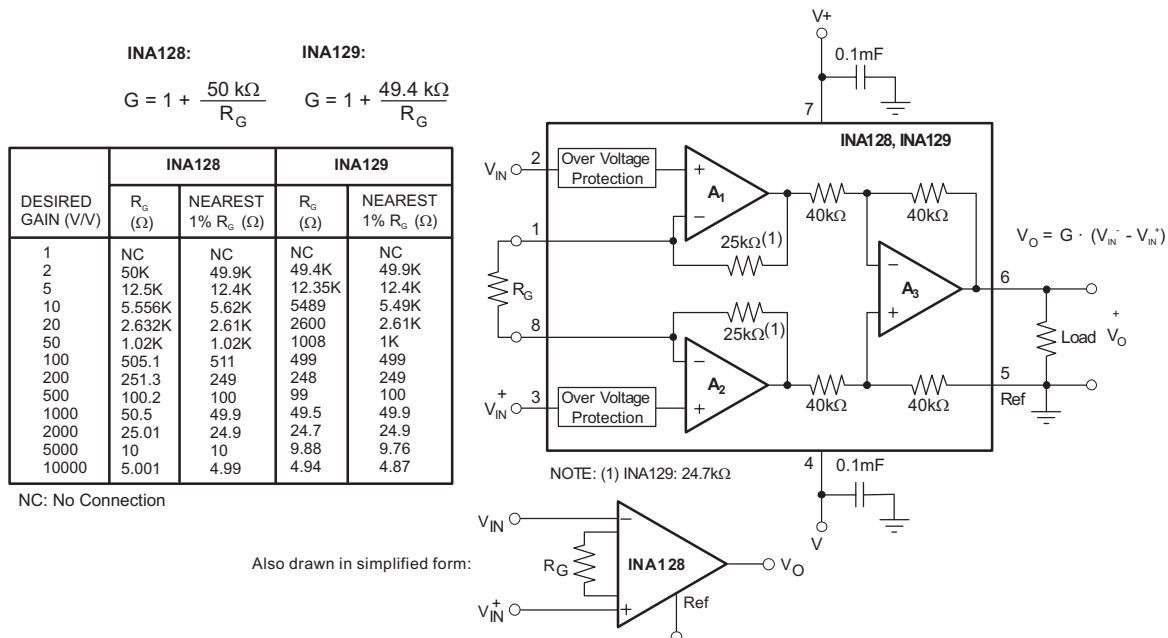 INA128:
G = 1 + 50 kΩ / R_G
INA129:
G = 1 + 49.4 kΩ / R_G
INA128 INA129
DESIRED GAIN (V/V) R_G (Ω) NEAREST 1% R_G (Ω) R_G (Ω) NEAREST 1% R_G (Ω)
1 NC NC NC NC
2 50K 49.9K 49.4K 49.9K
5 12.5K 12.4K 12.35K 12.4K
10 5.556K 5.62K 5489 5.49K
20 2.632K 2.61K 2600 2.61K
50 1.02K 1.02K 1008 1K
100 505.1 511 499 499
200 251.3 249 248 249
500 100.2 100 99 100
1000 50.5 49.9 49.5 49.9
2000 25.01 24.9 24.7 24.9
5000 10 10 9.88 9.76
10000 5.001 4.99 4.94 4.87
NC: No Connection
V+
0.1mF
7
INA128, INA129
V_IN 2
Over Voltage
Protection
+
A₁
−
40kΩ
40kΩ
1
25kΩ(1)
R_G
V_O = G · (V_IN⁻ - V_IN⁺)
−
A₃
+
6
8
25kΩ(1)
+
Load V_O
−
A₂
+
V_IN⁺ 3
Over Voltage
Protection
40kΩ
40kΩ
5
Ref
NOTE: (1) INA129: 24.7kΩ
4
0.1mF
V
Also drawn in simplified form:
V_IN
−
R_G
INA128
V_O
V_IN⁺
+
Ref